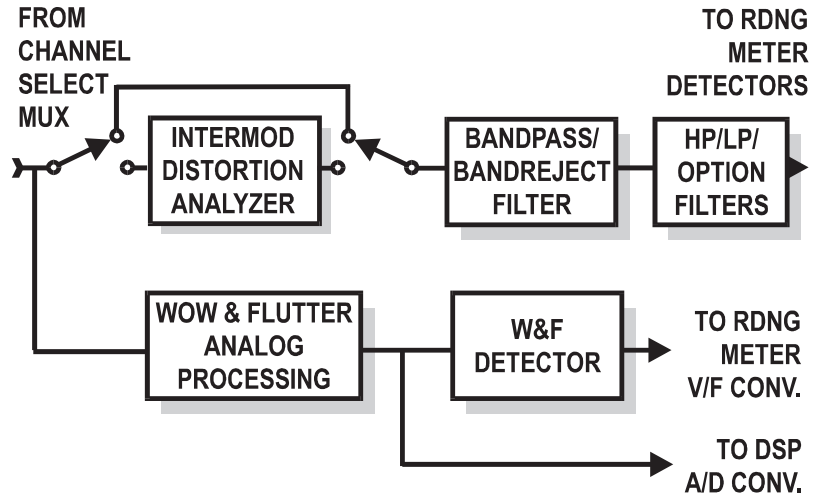 FROM
CHANNEL
SELECT
MUX
TO RDNG
METER
DETECTORS
INTERMOD
DISTORTION
ANALYZER
BANDPASS/
BANDREJECT
FILTER
HP/LP/
OPTION
FILTERS
WOW & FLUTTER
ANALOG
PROCESSING
W&F
DETECTOR
TO RDNG
METER
V/F CONV.
TO DSP
A/D CONV.